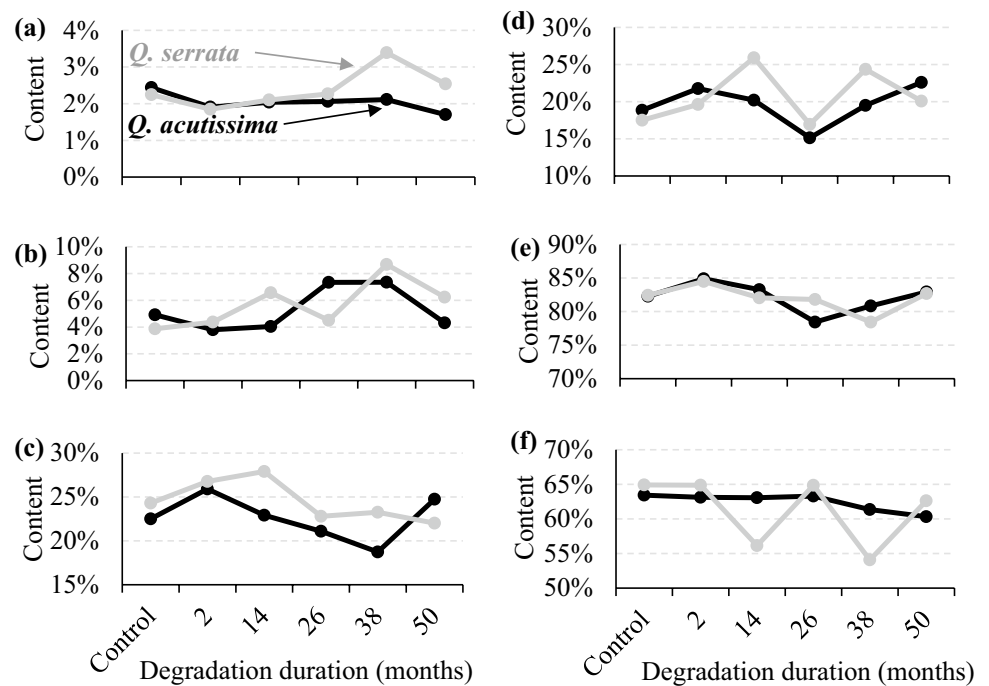 (a)
4%
3%
2%
1%
0%
Content
Q. serrata
Q. acutissima
(b)
10%
8%
6%
4%
2%
0%
Content
(c)
30%
25%
20%
15%
Content
Control 2 14 26 38 50
Degradation duration (months)
(d)
30%
25%
20%
15%
10%
Content
(e)
90%
85%
80%
75%
70%
Content
(f)
70%
65%
60%
55%
50%
Content
Control 2 14 26 38 50
Degradation duration (months)